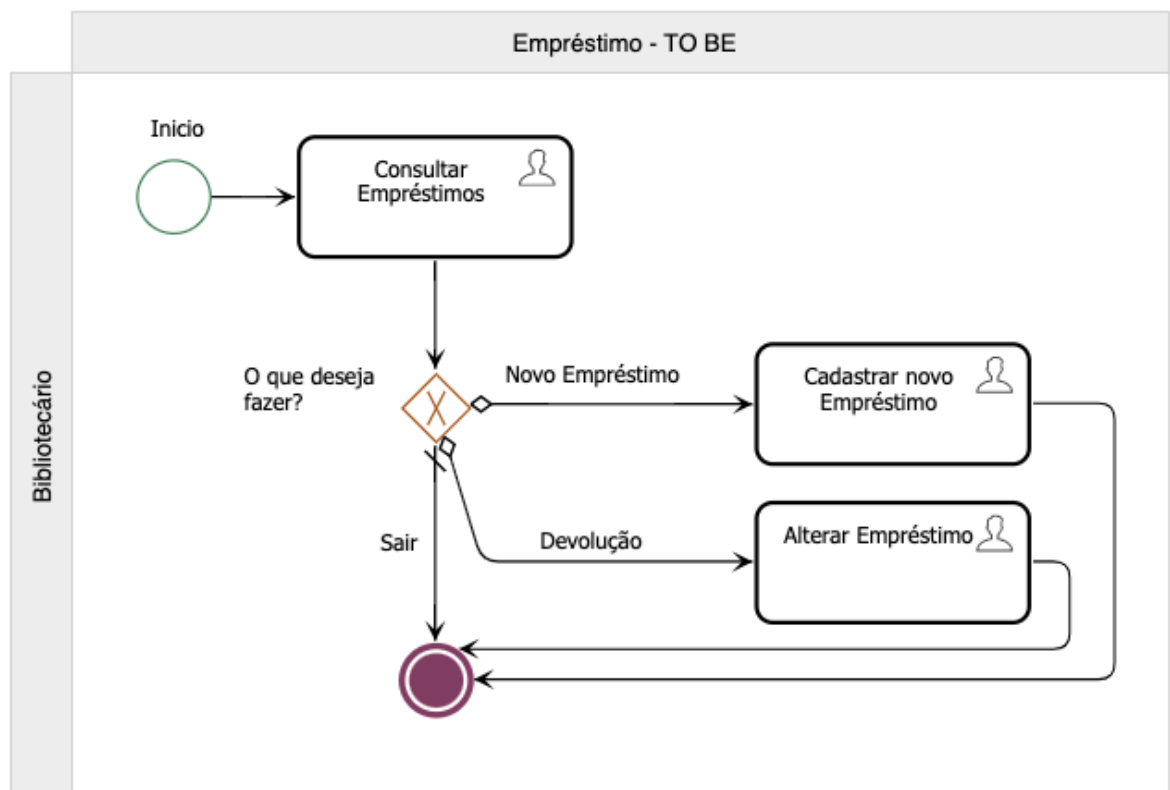 Empréstimo - TO BE
Bibliotecário
Inicio
Consultar
Empréstimos
O que deseja
fazer?
Novo Empréstimo
Cadastrar novo
Empréstimo
Sair
Devolução
Alterar Empréstimo